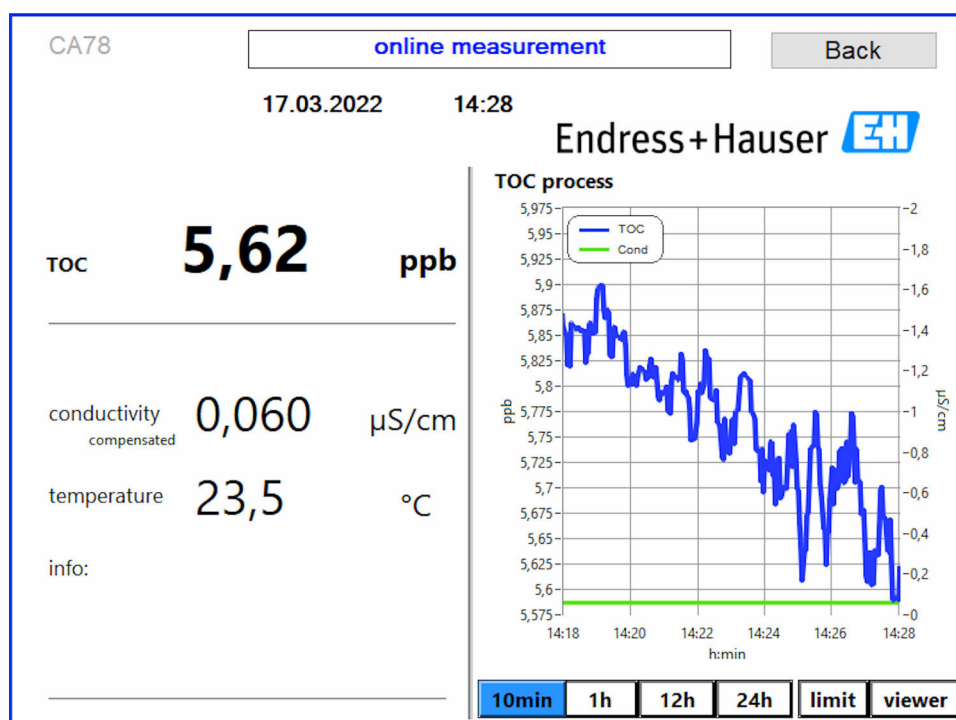 CA78
online measurement
Back
17.03.2022 14:28
Endress+Hauser EH
TOC 5,62 ppb
conductivity 0,060 µS/cm
compensated
temperature 23,5 °C
info:
TOC process
TOC
Cond
5,975
5,95
5,925
5,9
5,875
5,85
5,825
5,8
5,775
5,75
5,725
5,7
5,675
5,65
5,625
5,6
5,575
ppb
-2
-1,8
-1,6
-1,4
-1,2
-1
-0,8
-0,6
-0,4
-0,2
-0
µS/cm
14:18 14:20 14:22 14:24 14:26 14:28
h:min
10min 1h 12h 24h limit viewer